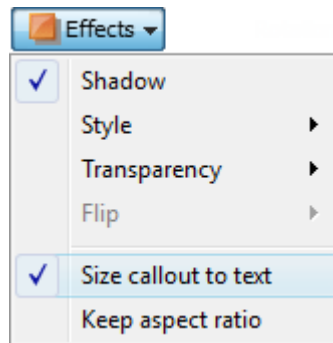 Effects
Shadow
Style
Transparency
Flip
Size callout to text
Keep aspect ratio